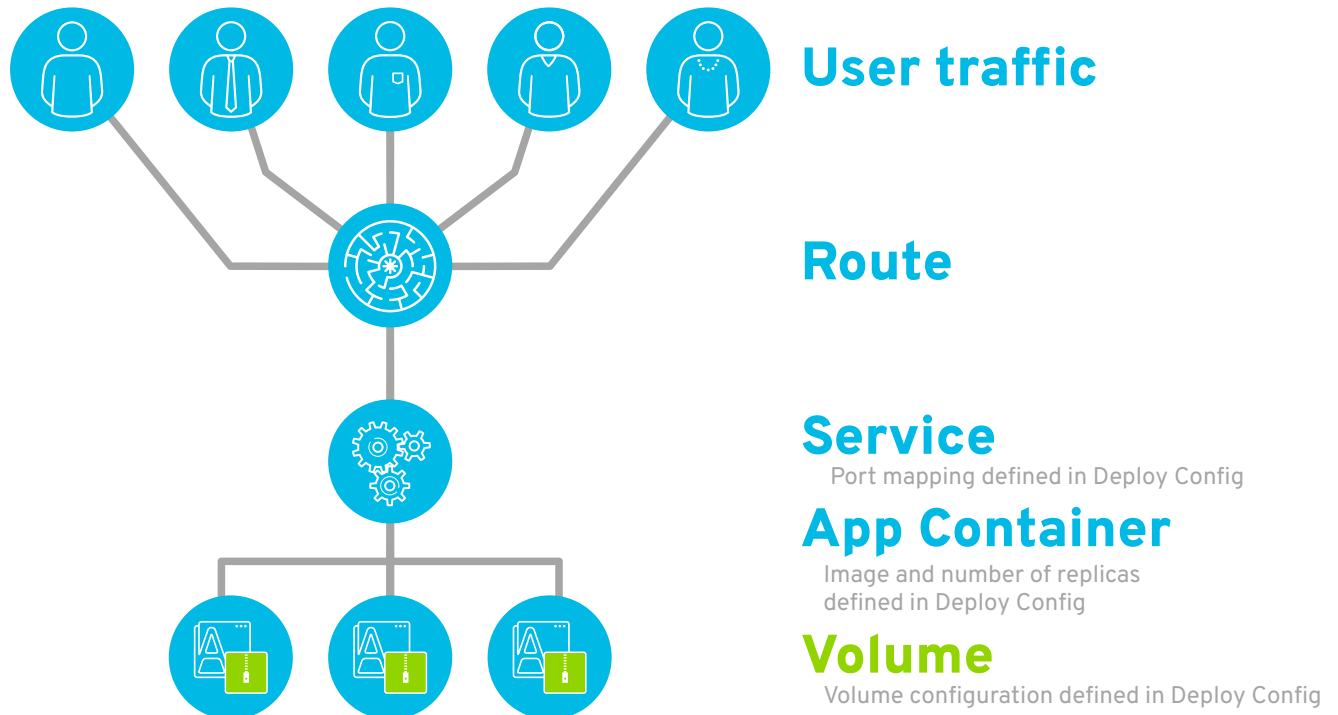 User traffic
Route
Service
Port mapping defined in Deploy Config
App Container
Image and number of replicas
defined in Deploy Config
Volume
Volume configuration defined in Deploy Config